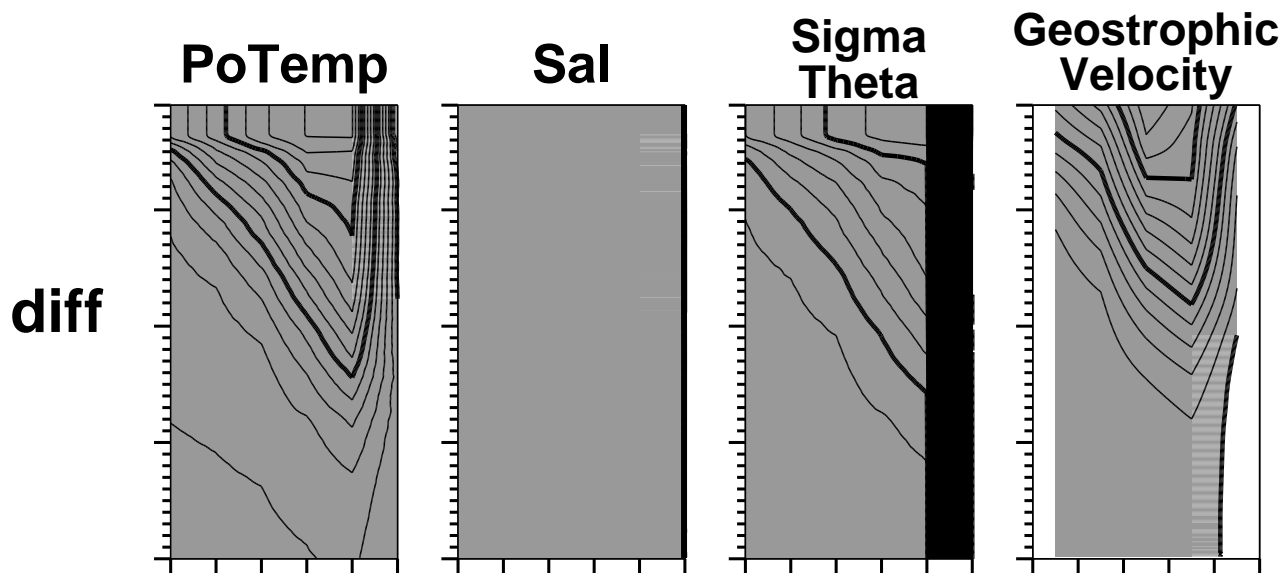 PoTemp
Sal
Sigma
Theta
Geostrophic
Velocity
diff